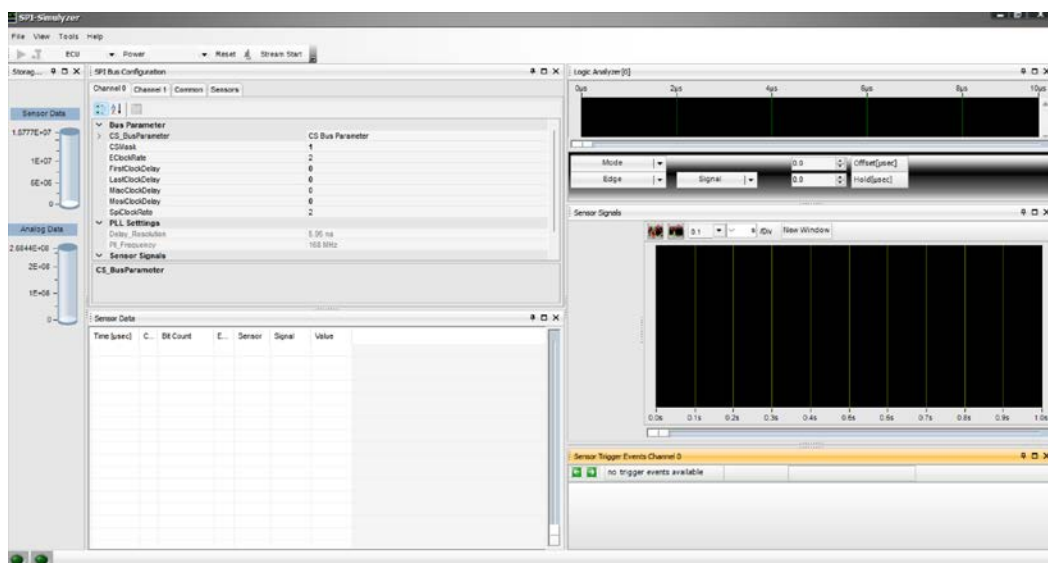 SPI-Simulyzer
File View Tools Help
ECU Power Reset Stream Start
Storag...
Sensor Data
1.6777E+07
1E+07
5E+06
0
Analog Data
2.6844E+08
2E+08
1E+08
0
SPI Bus Configuration
Channel 0 Channel 1 Common Sensors
Bus Parameter
CS_BusParameter CS Bus Parameter
CSMask 1
EClockRate 2
FirstClockDelay 0
LastClockDelay 0
MisoClockDelay 0
MosiClockDelay 0
SpiClockRate 2
PLL Setttings
Delay_Resolution 5.95 ns
Pll_Frequency 168 MHz
Sensor Signals
CS_BusParameter
Sensor Data
Time [µsec] C... Bit Count E... Sensor Signal Value
Logic Analyzer [0]
0µs 2µs 4µs 6µs 8µs 10µs
Mode 0.0 Offset[µsec]
Edge Signal 0.0 Hold[µsec]
Sensor Signals
0.1 s /Div New Window
0.0s 0.1s 0.2s 0.3s 0.4s 0.5s 0.6s 0.7s 0.8s 0.9s 1.0s
Sensor Trigger Events Channel 0
no trigger events available